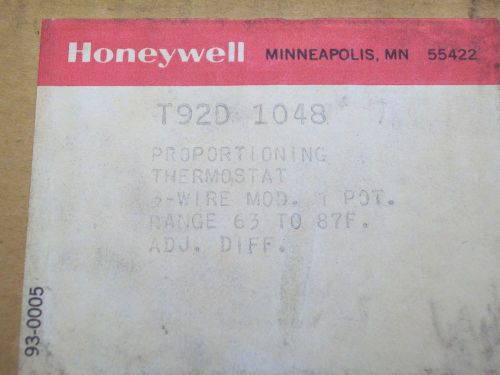 Honeywell MINNEAPOLIS, MN 55422
T92D 1048
PROPORTIONING
THERMOSTAT
3-WIRE MOD. 1 POT.
RANGE 63 TO 87F.
ADJ. DIFF.
93-0005